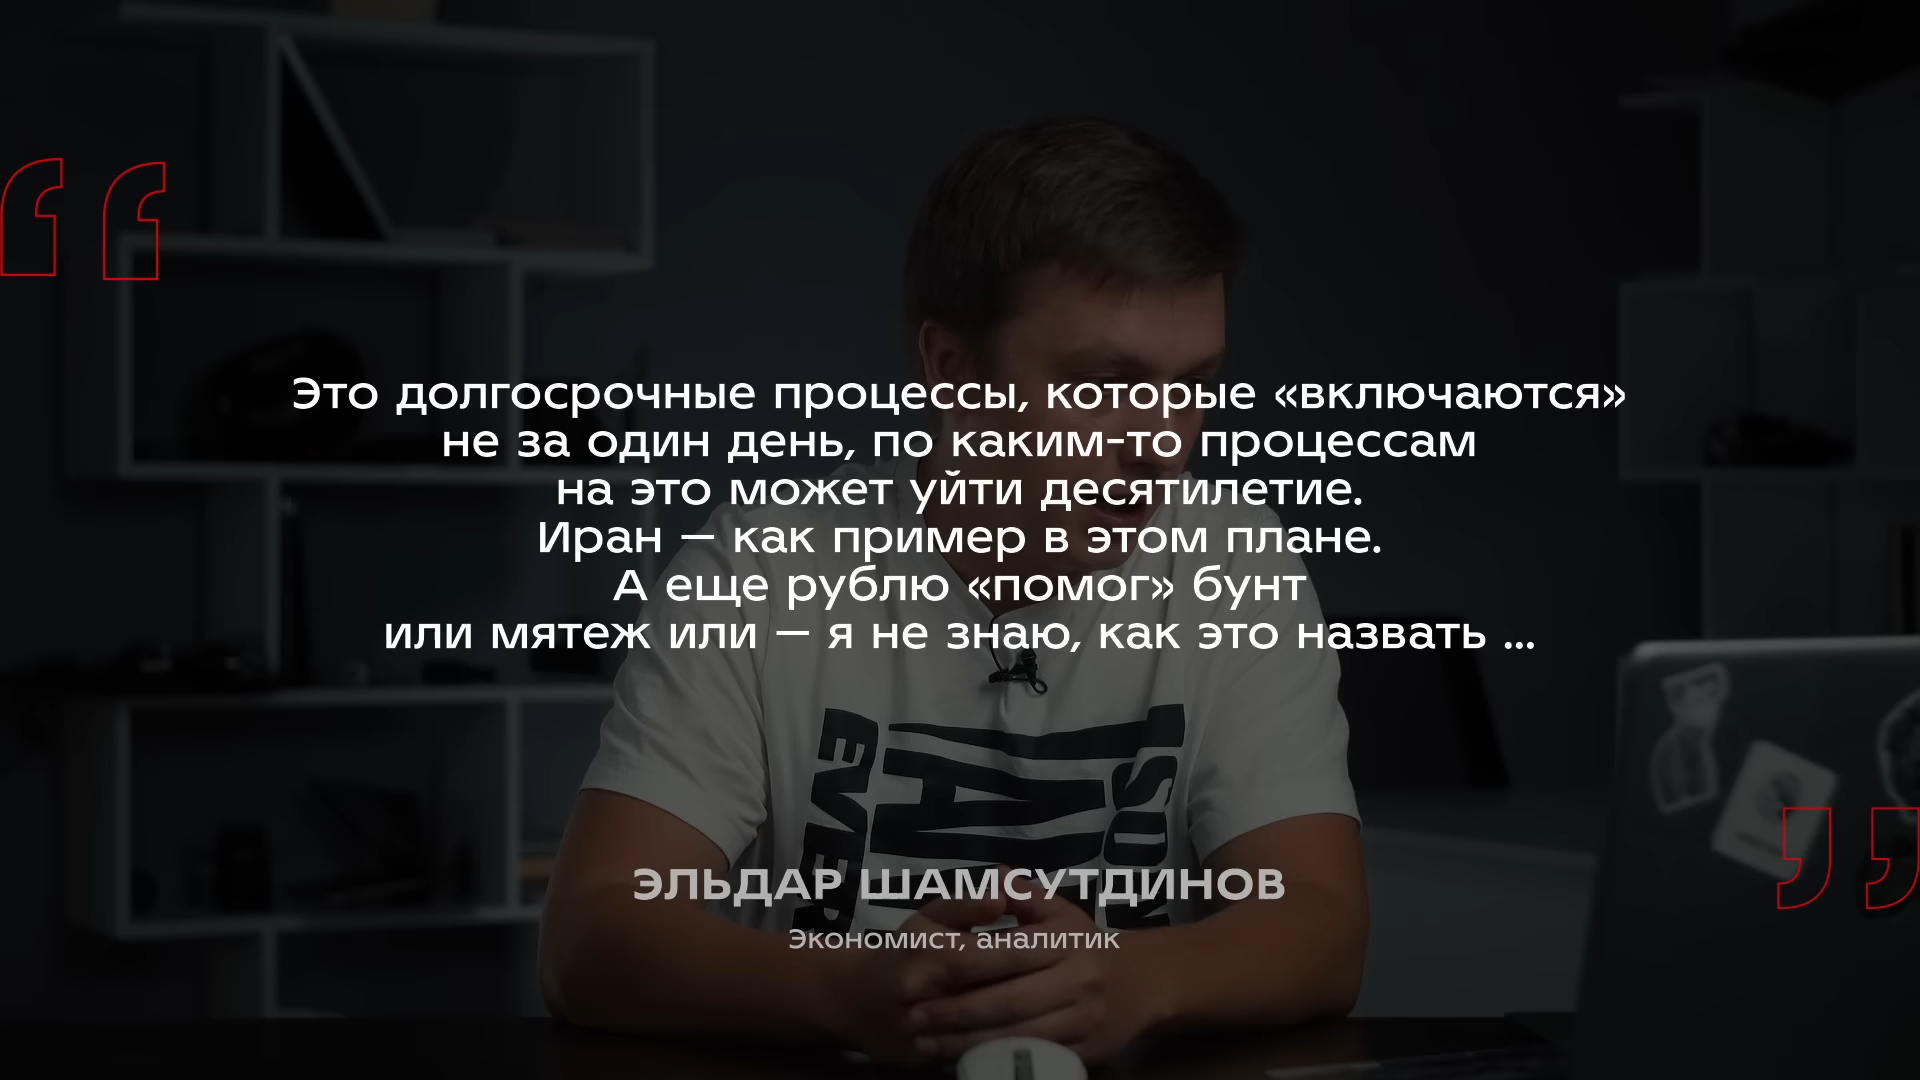 Это долгосрочные процессы, которые «включаются»
не за один день, по каким-то процессам
на это может уйти десятилетие.
Иран — как пример в этом плане.
А еще рублю «помог» бунт
или мятеж или — я не знаю, как это назвать ...
EVER
ЭЛЬДАР ШАМСУТДИНОВ
Экономист, аналитик